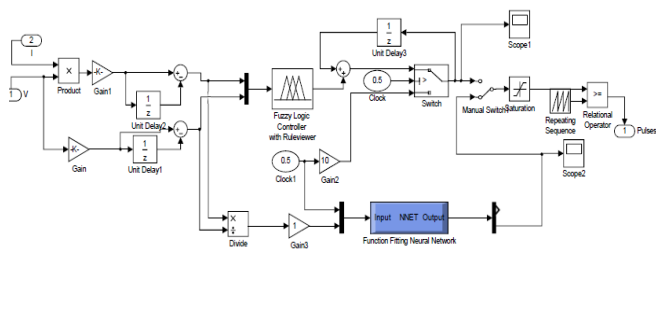 2
I
V
X
Product
-K-
Gain1
1
z
Unit Delay2
-K-
Gain
1
z
Unit Delay1
Fuzzy Logic
Controller
with Ruleviewer
1
z
Unit Delay3
0.5
Clock
Switch
Scope1
Manual Switch
Saturation
Repeating
Sequence
>=
Relational
Operator
1
Pulses
Scope2
0.5
Clock1
10
Gain2
×
÷
Divide
1
Gain3
Input NNET Output
Function Fitting Neural Network